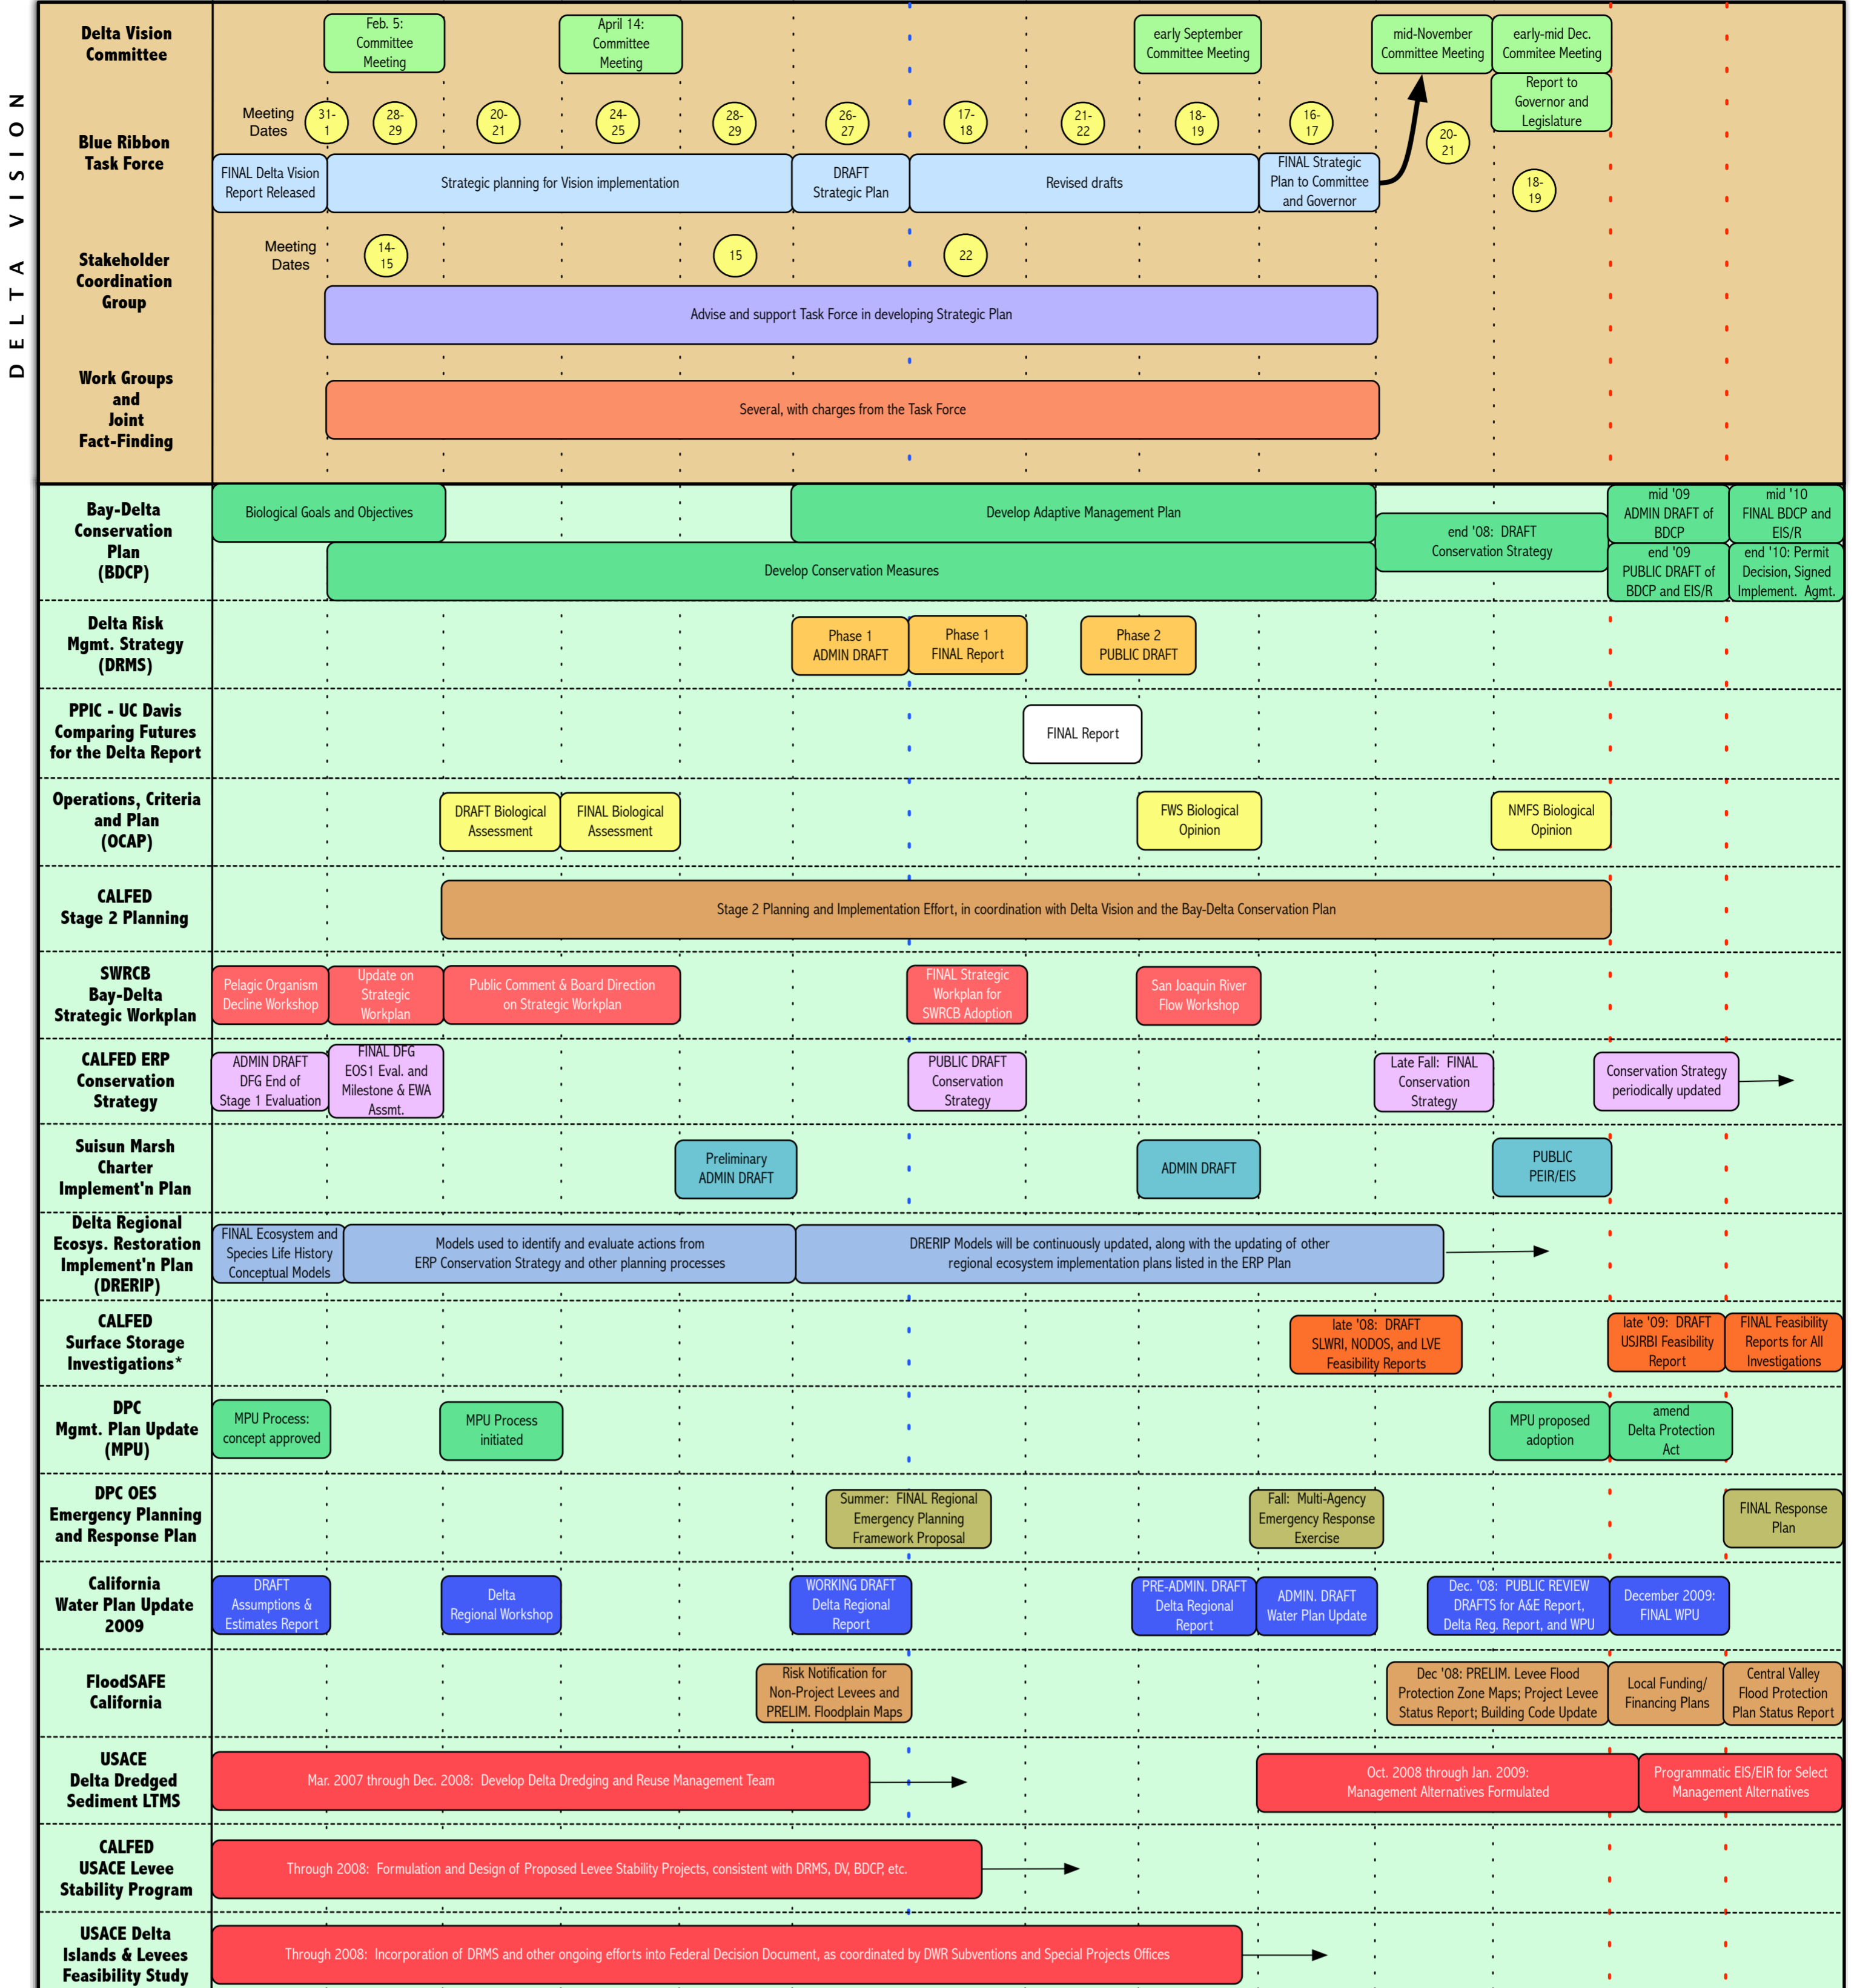 DELTA VISION
Delta Vision
Committee
Feb. 5:
Committee
Meeting
April 14:
Committee
Meeting
early September
Committee Meeting
mid-November
Committee Meeting
early-mid Dec.
Commitee Meeting
Report to
Governor and
Legislature
Blue Ribbon
Task Force
Meeting
Dates
31-
1
28-
29
20-
21
24-
25
28-
29
26-
27
17-
18
21-
22
18-
19
16-
17
20-
21
18-
19
FINAL Delta Vision
Report Released
Strategic planning for Vision implementation
DRAFT
Strategic Plan
Revised drafts
FINAL Strategic
Plan to Committee
and Governor
Stakeholder
Coordination
Group
Meeting
Dates
14-
15
15
22
Advise and support Task Force in developing Strategic Plan
Work Groups
and
Joint
Fact-Finding
Several, with charges from the Task Force
Bay-Delta
Conservation
Plan
(BDCP)
Biological Goals and Objectives
Develop Adaptive Management Plan
Develop Conservation Measures
end '08:  DRAFT
Conservation Strategy
mid '09
ADMIN DRAFT of
BDCP
mid '10
FINAL BDCP and
EIS/R
end '09
PUBLIC DRAFT of
BDCP and EIS/R
end '10: Permit
Decision, Signed
Implement.  Agmt.
Delta Risk
Mgmt. Strategy
(DRMS)
Phase 1
ADMIN DRAFT
Phase 1
FINAL Report
Phase 2
PUBLIC DRAFT
PPIC - UC Davis
Comparing Futures
for the Delta Report
FINAL Report
Operations, Criteria
and Plan
(OCAP)
DRAFT Biological
Assessment
FINAL Biological
Assessment
FWS Biological
Opinion
NMFS Biological
Opinion
CALFED
Stage 2 Planning
Stage 2 Planning and Implementation Effort, in coordination with Delta Vision and the Bay-Delta Conservation Plan
SWRCB
Bay-Delta
Strategic Workplan
Pelagic Organism
Decline Workshop
Update on
Strategic
Workplan
Public Comment & Board Direction
on Strategic Workplan
FINAL Strategic
Workplan for
SWRCB Adoption
San Joaquin River
Flow Workshop
CALFED ERP
Conservation
Strategy
ADMIN DRAFT
DFG End of
Stage 1 Evaluation
FINAL DFG
EOS1 Eval. and
Milestone & EWA
Assmt.
PUBLIC DRAFT
Conservation
Strategy
Late Fall:  FINAL
Conservation
Strategy
Conservation Strategy
periodically updated
Suisun Marsh
Charter
Implement'n Plan
Preliminary
ADMIN DRAFT
ADMIN DRAFT
PUBLIC
PEIR/EIS
Delta Regional
Ecosys. Restoration
Implement'n Plan
(DRERIP)
FINAL Ecosystem and
Species Life History
Conceptual Models
Models used to identify and evaluate actions from
ERP Conservation Strategy and other planning processes
DRERIP Models will be continuously updated, along with the updating of other
regional ecosystem implementation plans listed in the ERP Plan
CALFED
Surface Storage
Investigations*
late '08:  DRAFT
SLWRI, NODOS, and LVE
Feasibility Reports
late '09:  DRAFT
USJRBI Feasibility
Report
FINAL Feasibility
Reports for All
Investigations
DPC
Mgmt. Plan Update
(MPU)
MPU Process:
concept approved
MPU Process
initiated
MPU proposed
adoption
amend
Delta Protection
Act
DPC OES
Emergency Planning
and Response Plan
Summer:  FINAL Regional
Emergency Planning
Framework Proposal
Fall:  Multi-Agency
Emergency Response
Exercise
FINAL Response
Plan
California
Water Plan Update
2009
DRAFT
Assumptions &
Estimates Report
Delta
Regional Workshop
WORKING DRAFT
Delta Regional
Report
PRE-ADMIN. DRAFT
Delta Regional
Report
ADMIN. DRAFT
Water Plan Update
Dec. '08:  PUBLIC REVIEW
DRAFTS for A&E Report,
Delta Reg. Report, and WPU
December 2009:
FINAL WPU
FloodSAFE
California
Risk Notification for
Non-Project Levees and
PRELIM. Floodplain Maps
Dec '08: PRELIM. Levee Flood
Protection Zone Maps; Project Levee
Status Report; Building Code Update
Local Funding/
Financing Plans
Central Valley
Flood Protection
Plan Status Report
USACE
Delta Dredged
Sediment LTMS
Mar. 2007 through Dec. 2008:  Develop Delta Dredging and Reuse Management Team
Oct. 2008 through Jan. 2009:
Management Alternatives Formulated
Programmatic EIS/EIR for Select
Management Alternatives
CALFED
USACE Levee
Stability Program
Through 2008:  Formulation and Design of Proposed Levee Stability Projects, consistent with DRMS, DV, BDCP, etc.
USACE Delta
Islands & Levees
Feasibility Study
Through 2008:  Incorporation of DRMS and other ongoing efforts into Federal Decision Document, as coordinated by DWR Subventions and Special Projects Offices